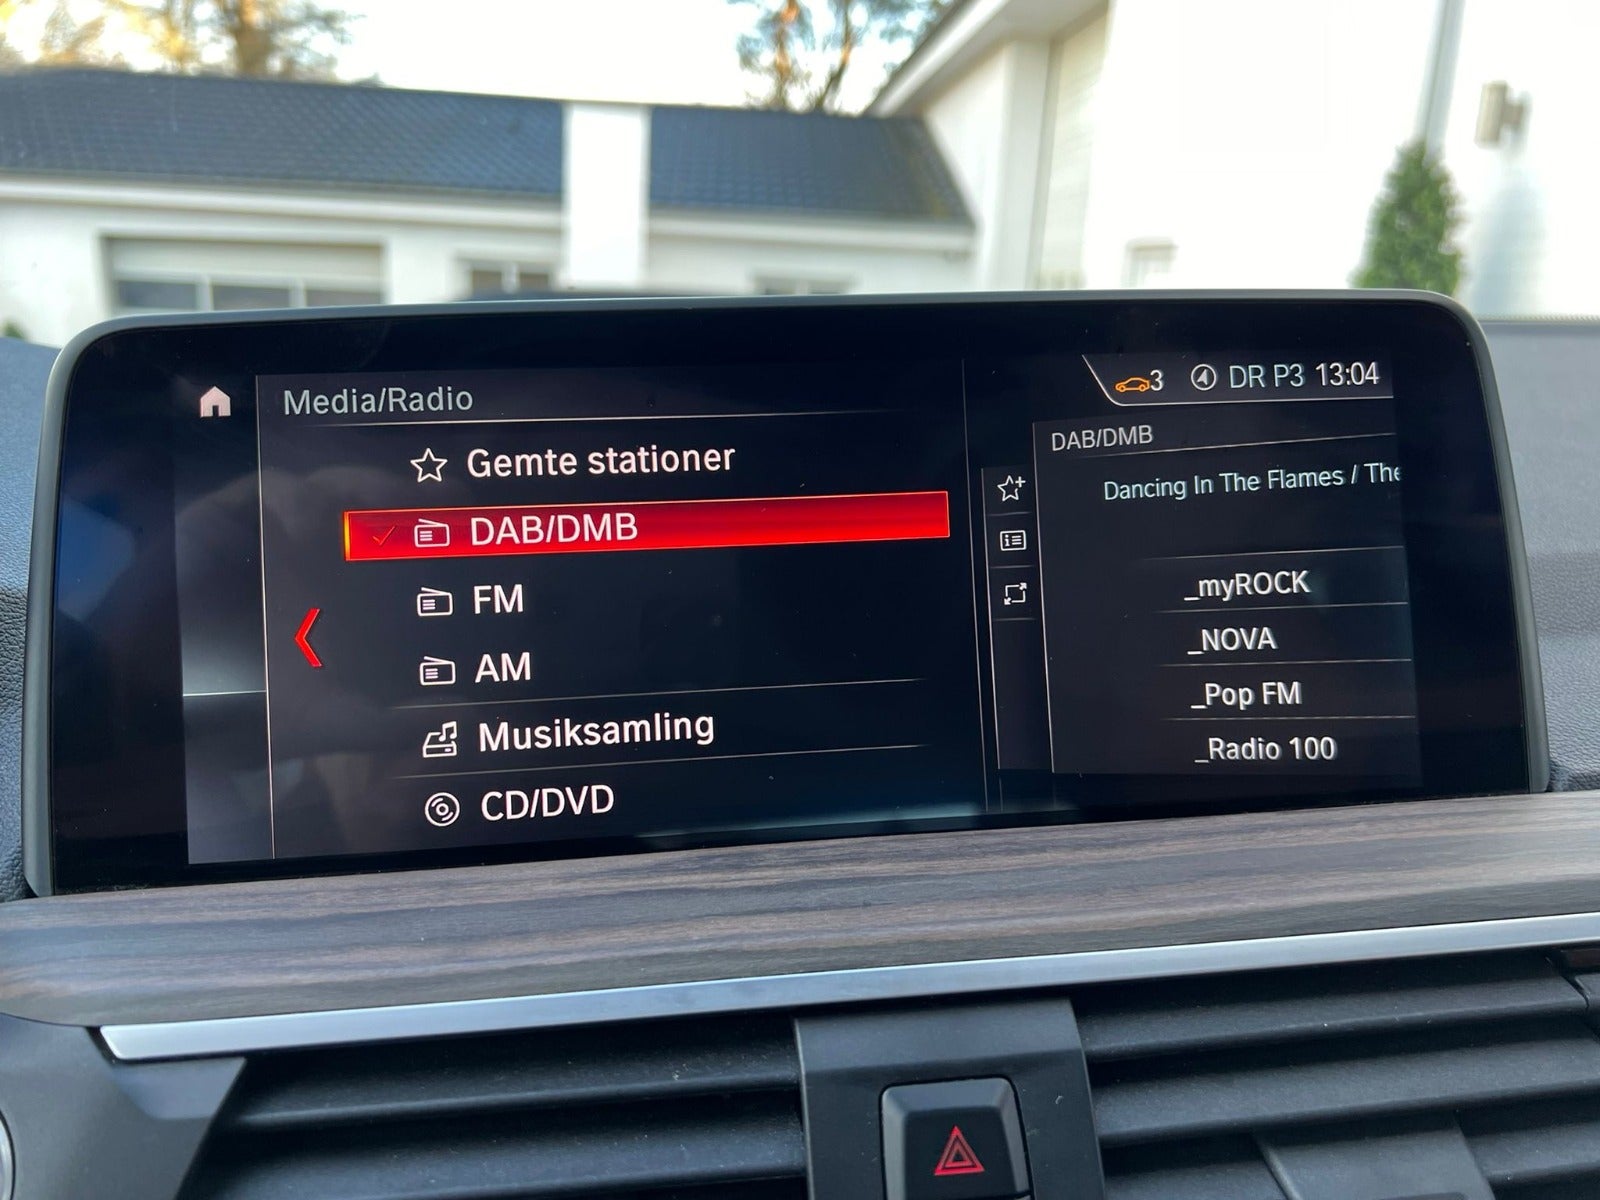 Media/Radio
3 DR P3 13:04
Gemte stationer
DAB/DMB
FM
AM
Musiksamling
CD/DVD
DAB/DMB
Dancing In The Flames / The
_myROCK
_NOVA
_Pop FM
_Radio 100